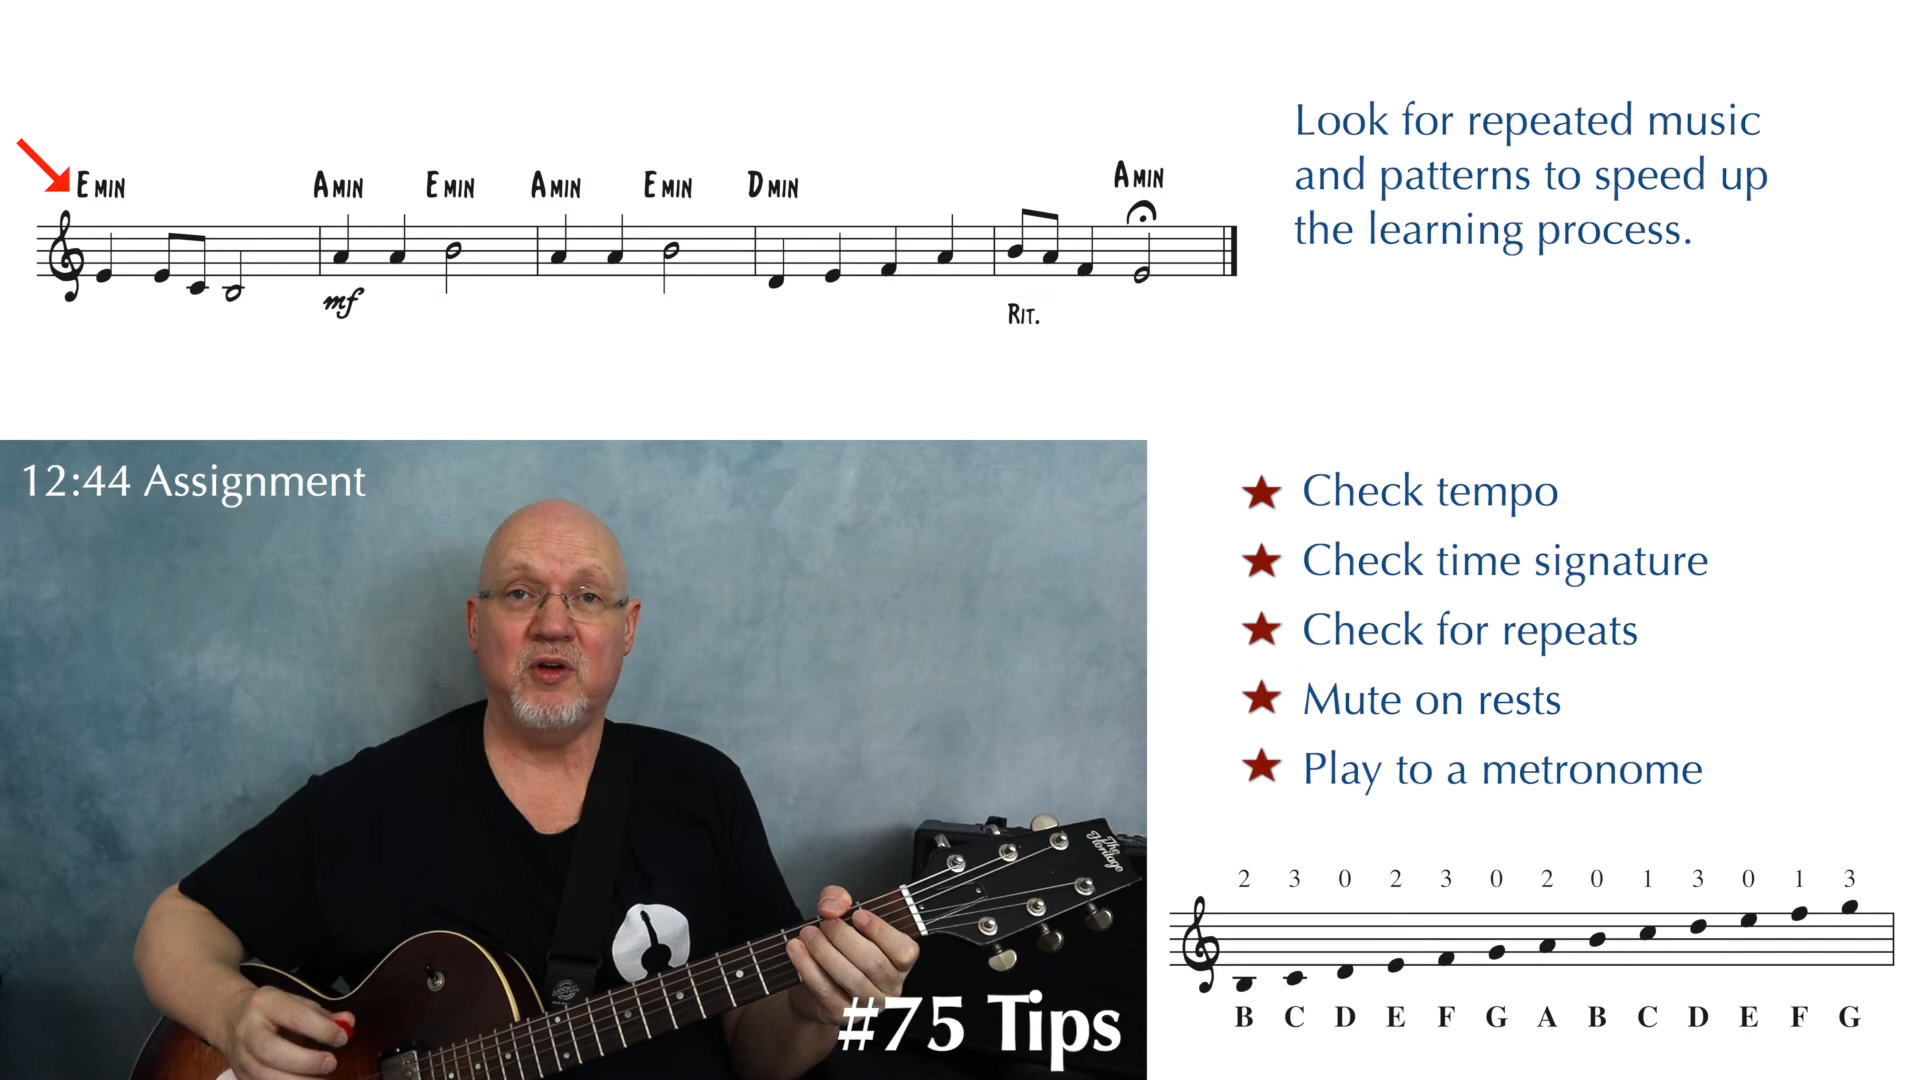 Look for repeated music
and patterns to speed up
the learning process.
E MIN A MIN E MIN A MIN E MIN D MIN A MIN
mf
RIT.
12:44 Assignment
Check tempo
Check time signature
Check for repeats
Mute on rests
Play to a metronome
The Heritage
#75 Tips
2 3 0 2 3 0 2 0 1 3 0 1 3
B C D E F G A B C D E F G